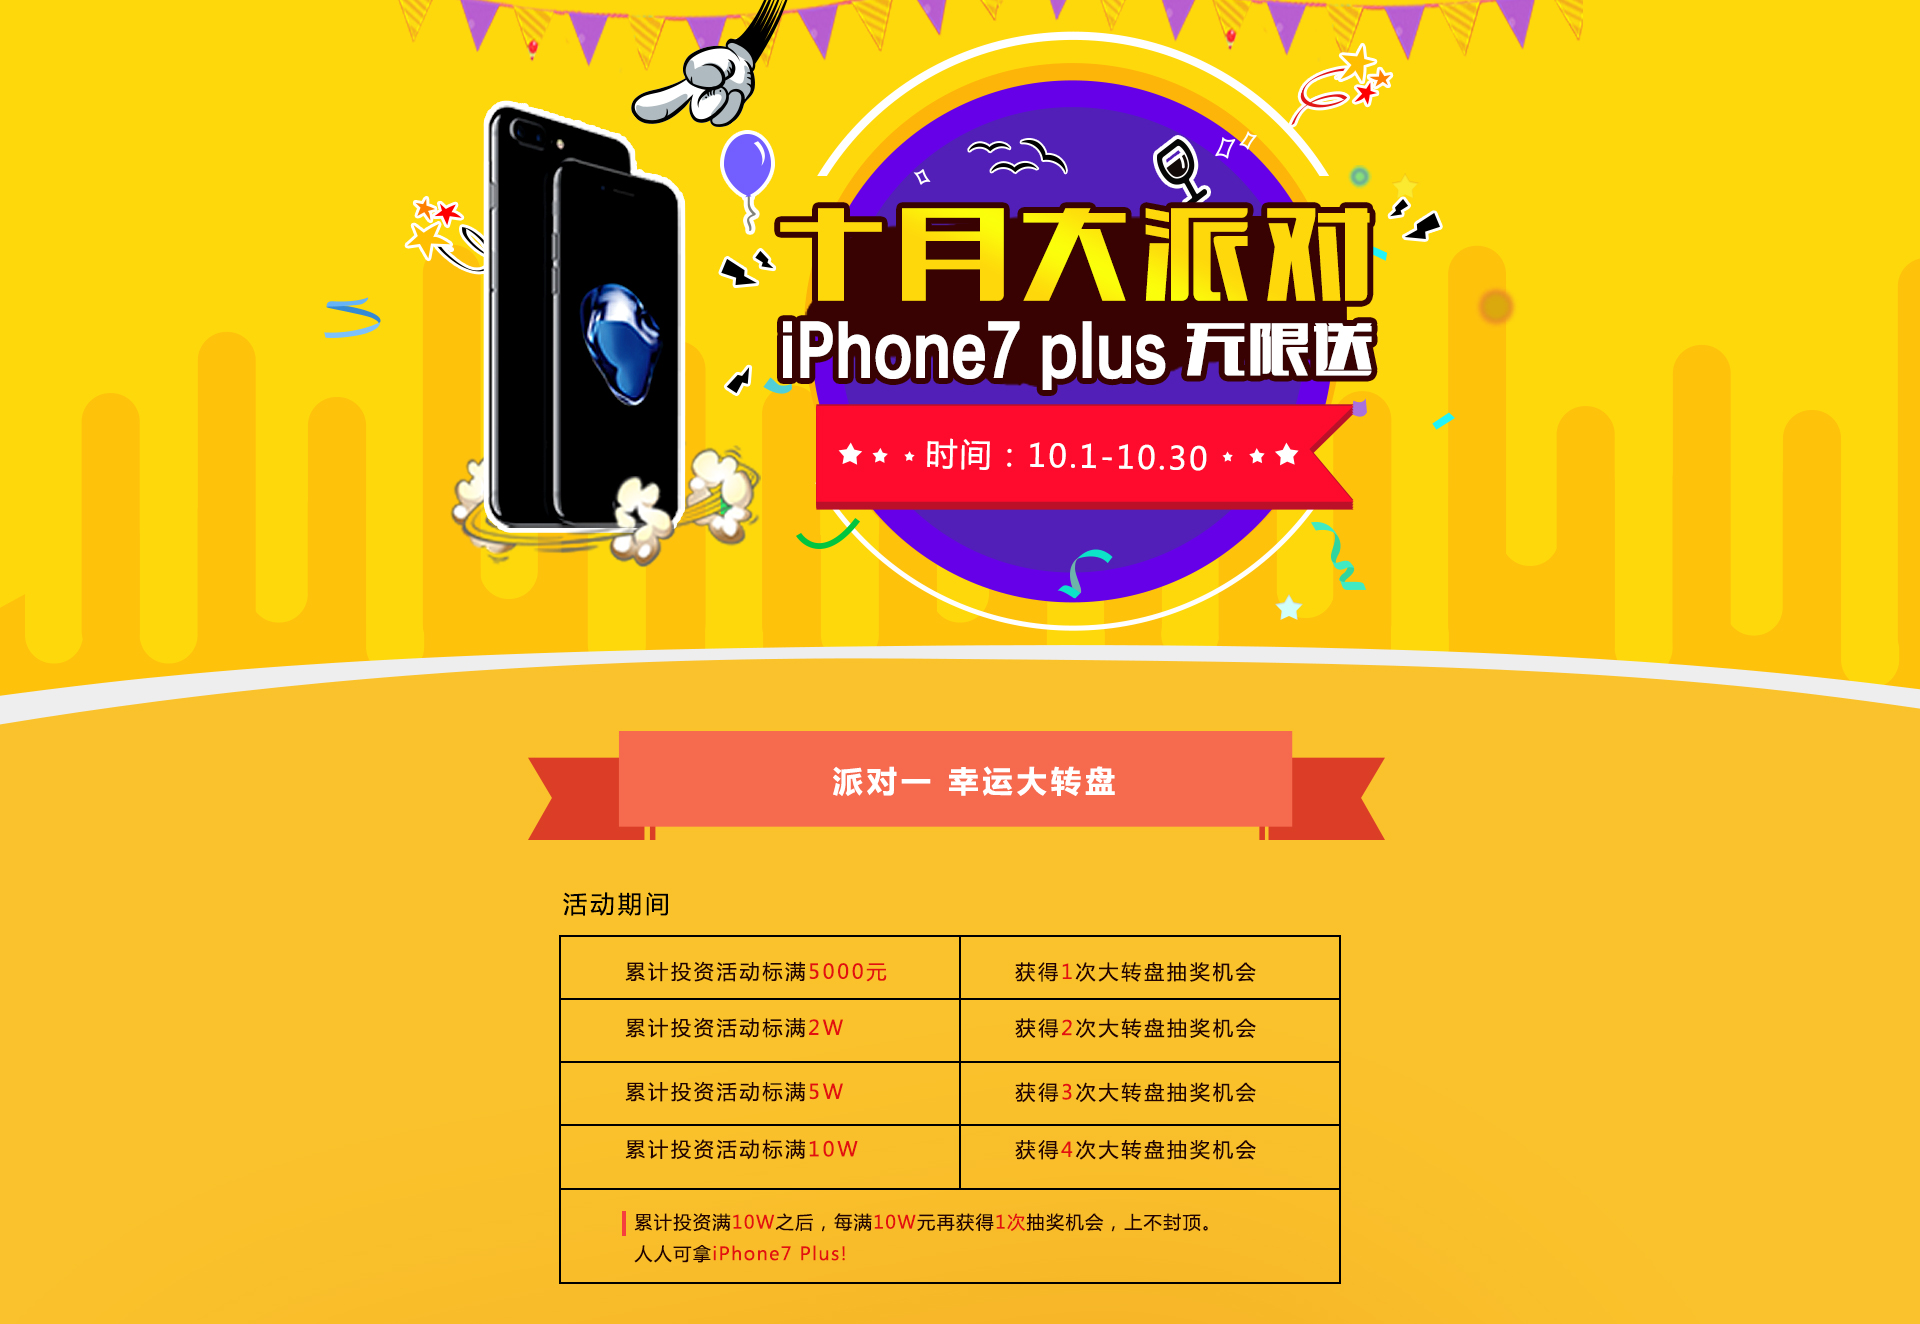 十月大派对
iPhone7 plus 无限送
时间：10.1-10.30
派对一 幸运大转盘
活动期间
累计投资活动标满5000元 获得1次大转盘抽奖机会
累计投资活动标满2W 获得2次大转盘抽奖机会
累计投资活动标满5W 获得3次大转盘抽奖机会
累计投资活动标满10W 获得4次大转盘抽奖机会
累计投资满10W之后，每满10W元再获得1次抽奖机会，上不封顶。
人人可拿iPhone7 Plus!